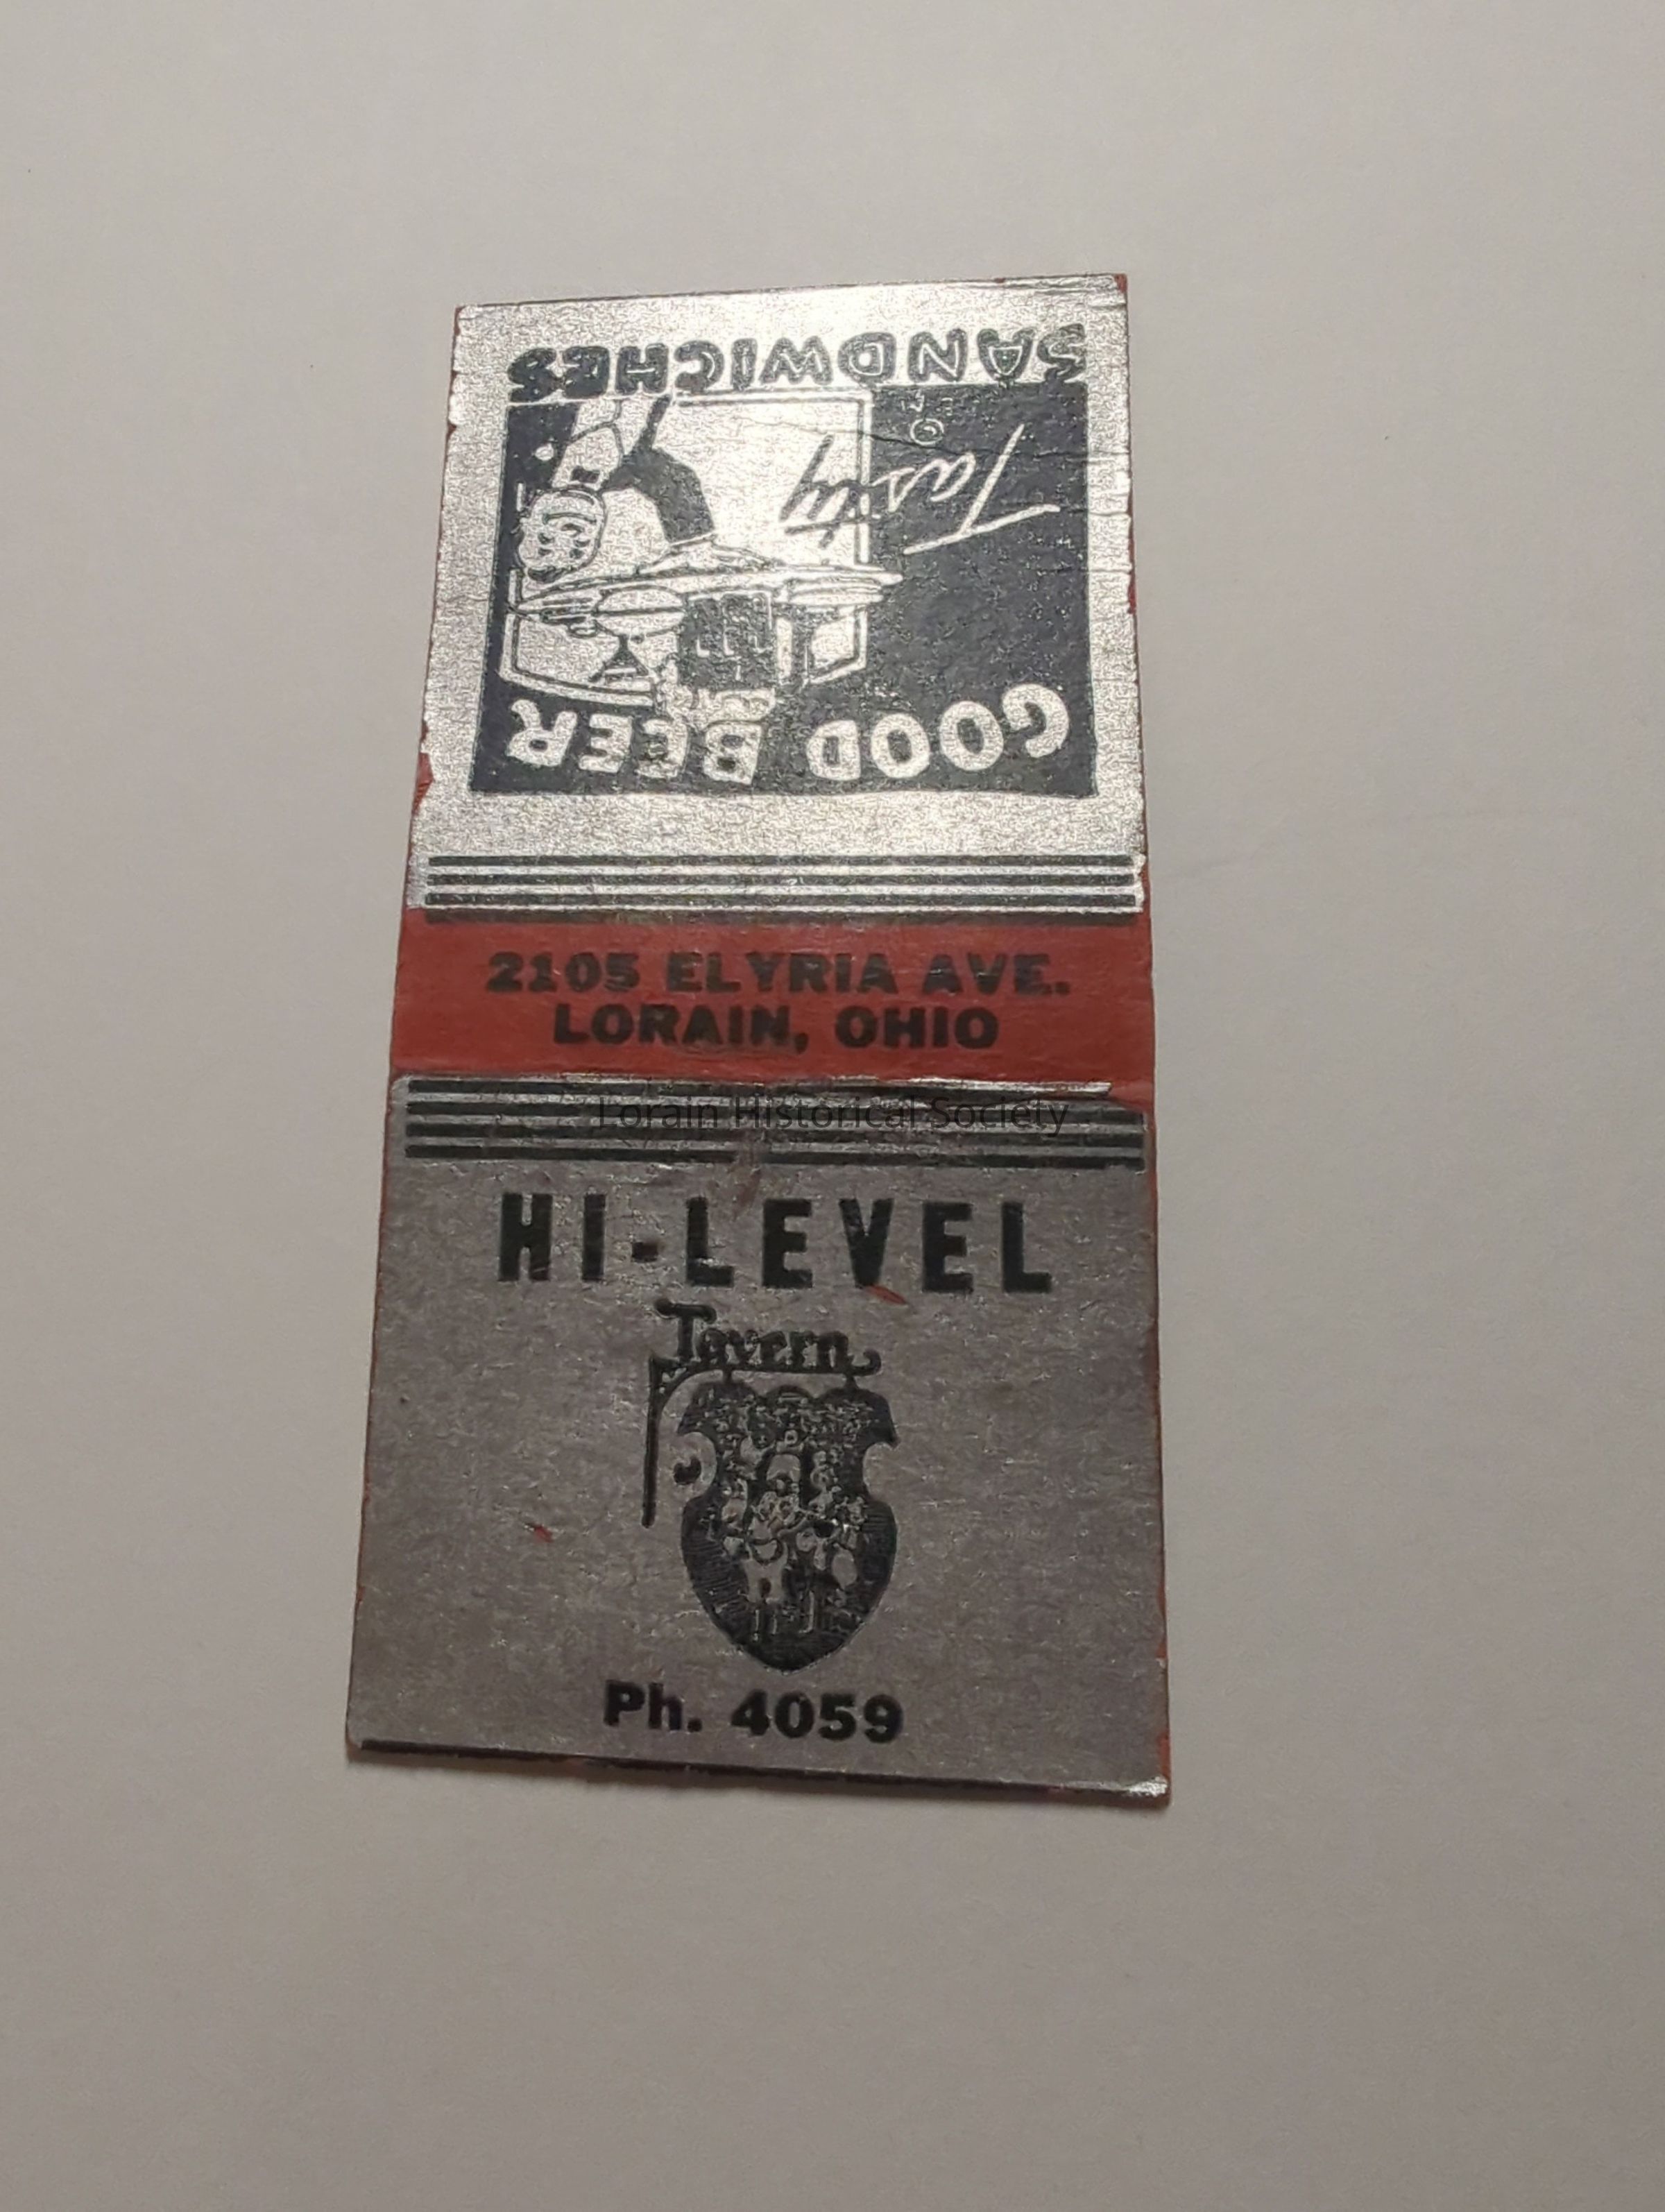 GOOD BEER
Tasty
SANDWICHES
2105 ELYRIA AVE.
LORAIN, OHIO
Lorain Historical Society
HI-LEVEL
Tavern
Ph. 4059